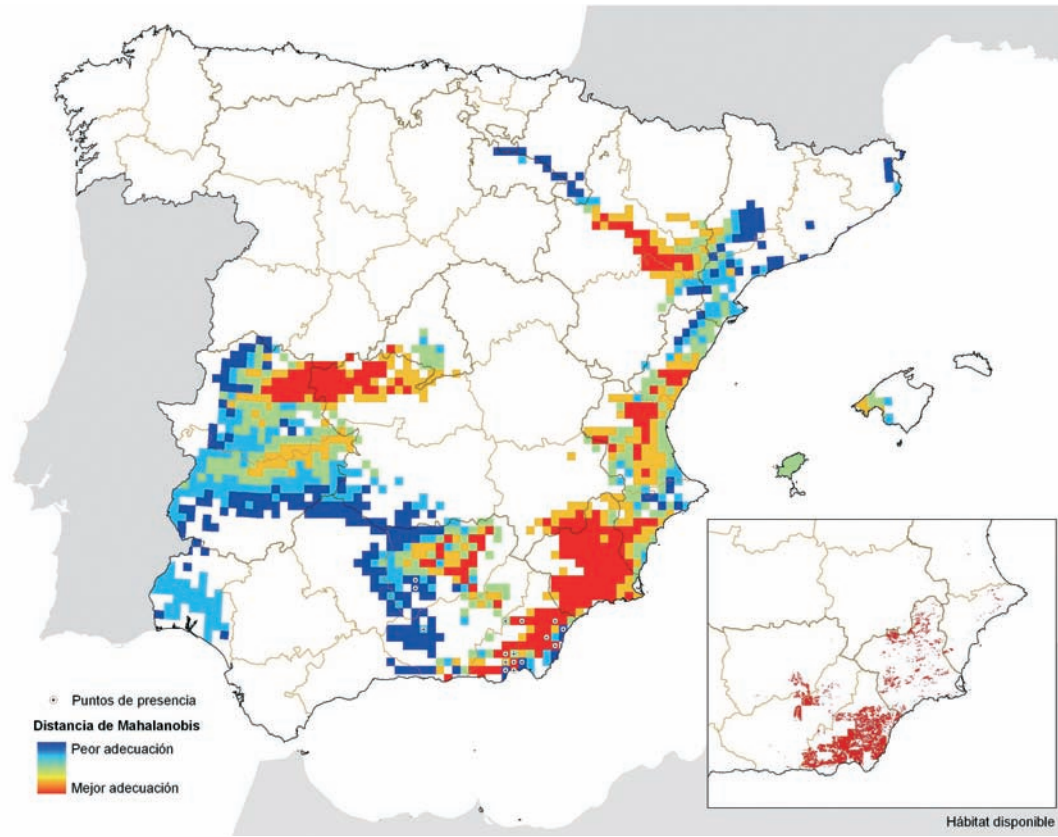 Puntos de presencia
Distancia de Mahalanobis
Peor adecuación
Mejor adecuación
Hábitat disponible